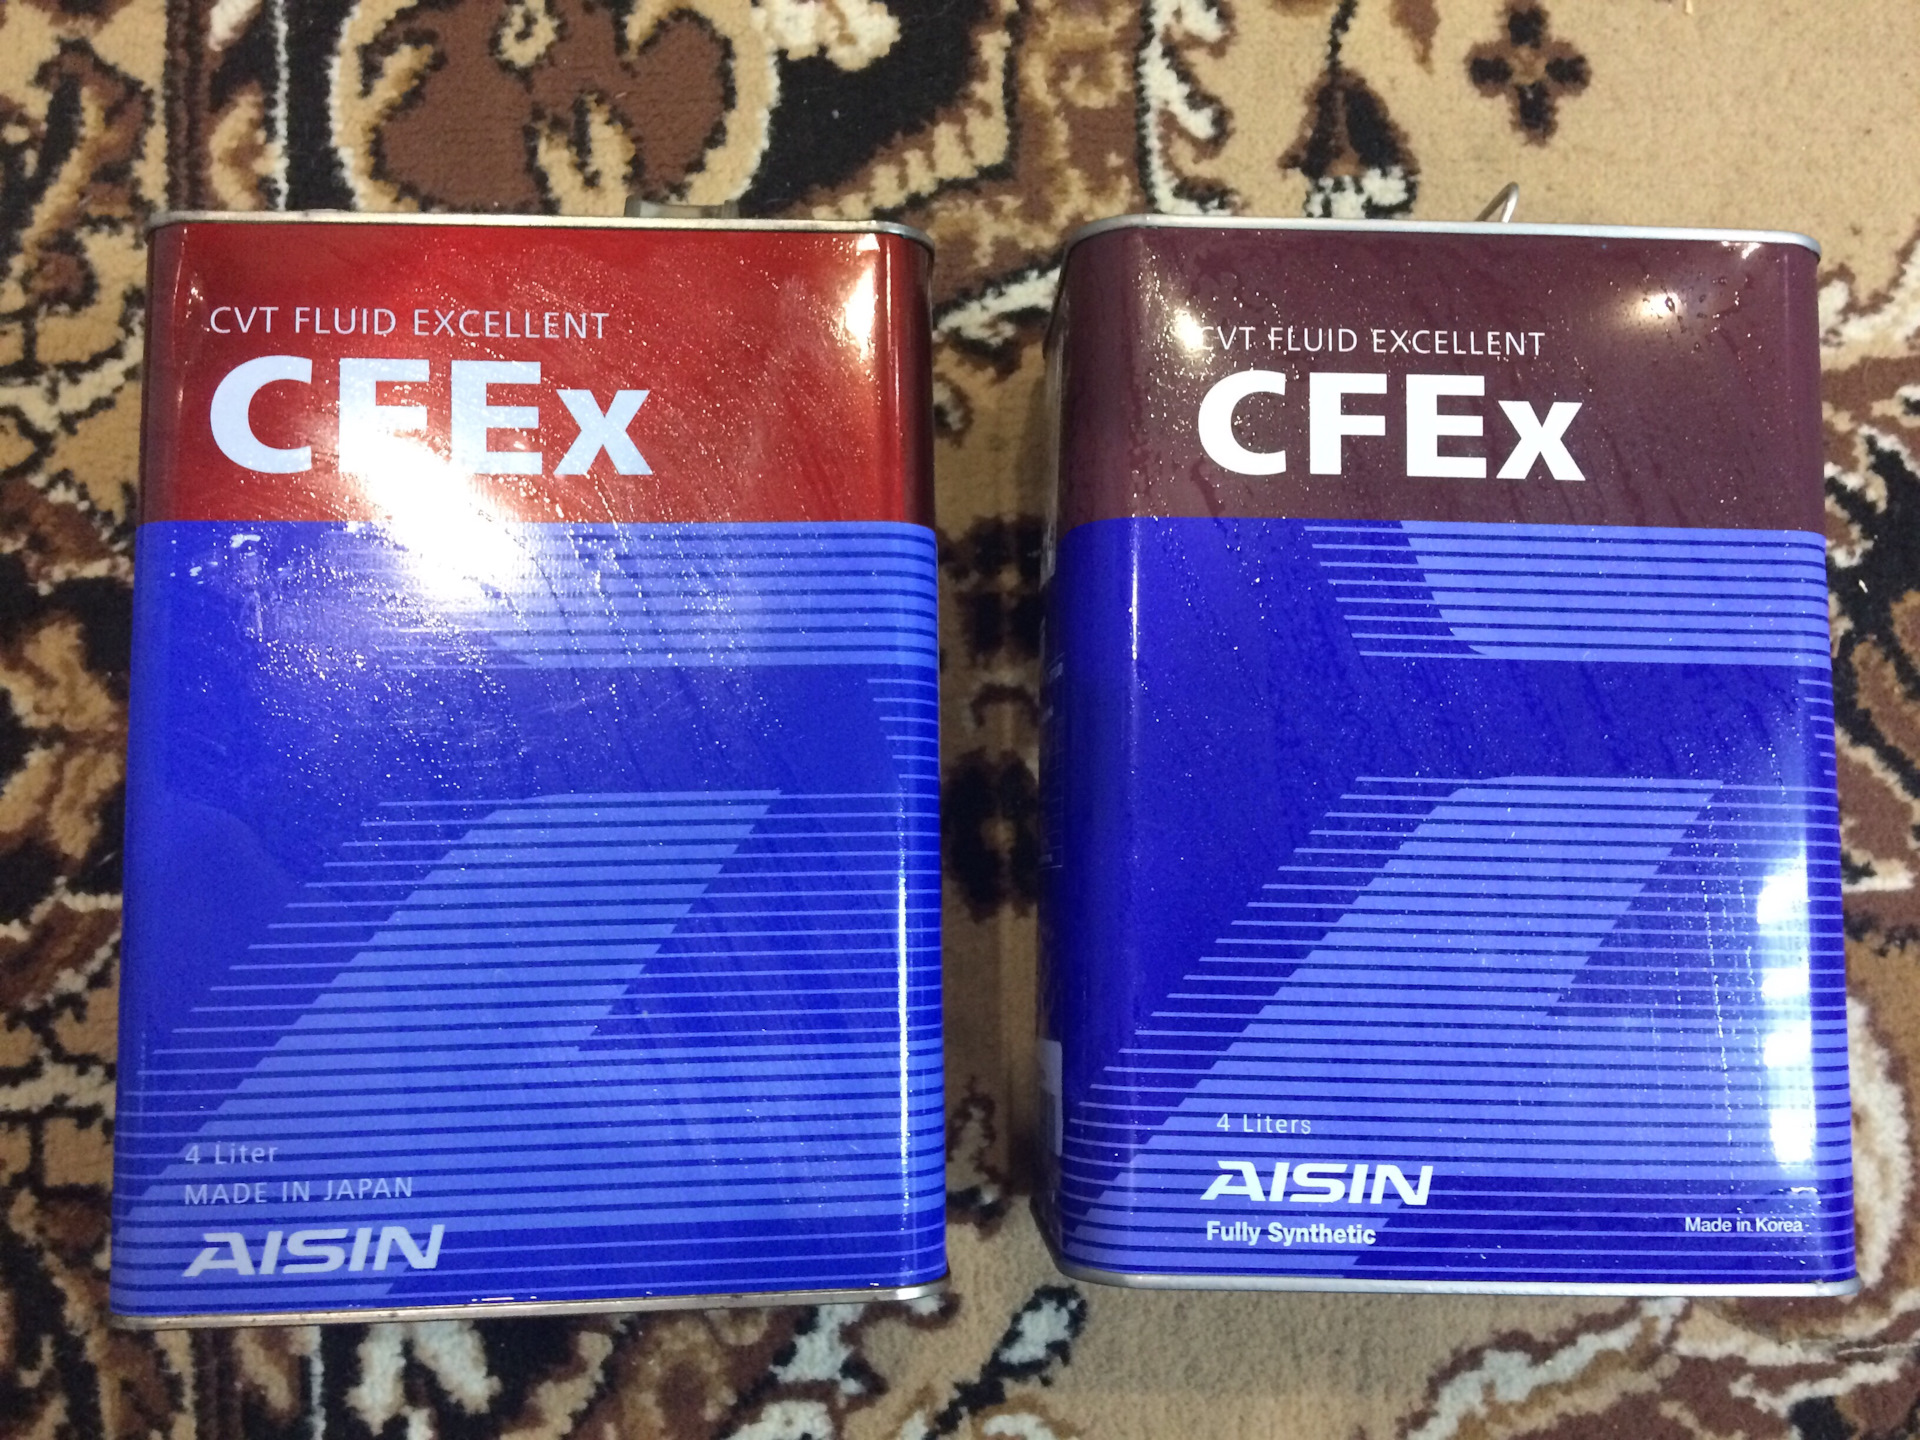 CVT FLUID EXCELLENT
CFEx
4 Liter
MADE IN JAPAN
AISIN
CVT FLUID EXCELLENT
CFEx
4 Liters
AISIN
Fully Synthetic
Made in Korea